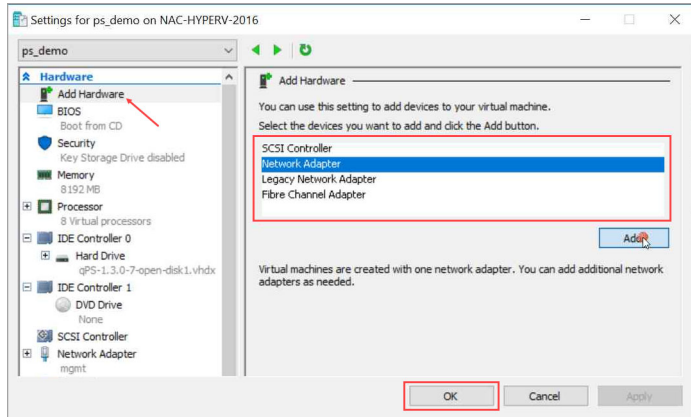 Settings for ps_demo on NAC-HYPERV-2016
ps_demo
Hardware
Add Hardware
BIOS
Boot from CD
Security
Key Storage Drive disabled
Memory
8192 MB
Processor
8 Virtual processors
IDE Controller 0
Hard Drive
qPS-1.3.0-7-open-disk1.vhdx
IDE Controller 1
DVD Drive
None
SCSI Controller
Network Adapter
mgmt
Add Hardware
You can use this setting to add devices to your virtual machine.
Select the devices you want to add and click the Add button.
SCSI Controller
Network Adapter
Legacy Network Adapter
Fibre Channel Adapter
Add
Virtual machines are created with one network adapter. You can add additional network
adapters as needed.
OK
Cancel
Apply